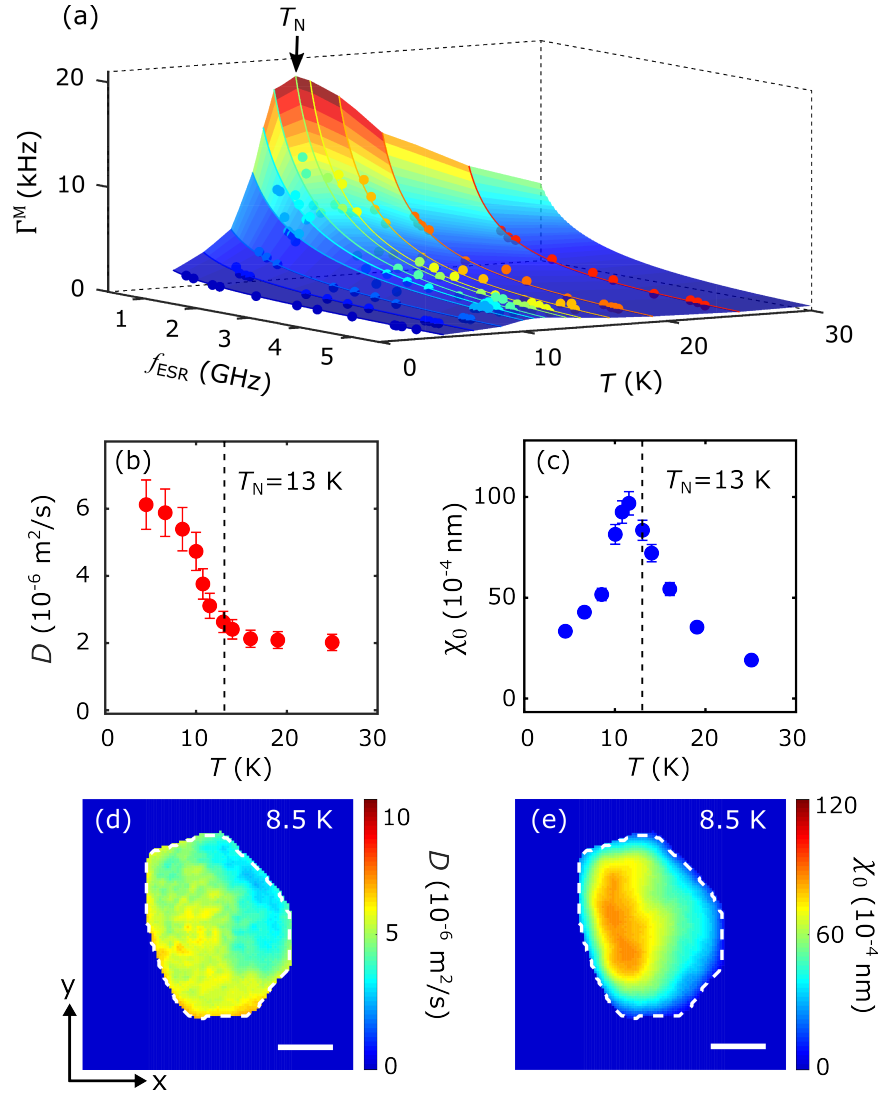 (a)
T_N
20
10
0
Γ^M (kHz)
1
2
3
4
5
f_ESR (GHz)
0
10
20
30
T (K)
(b)
T_N=13 K
6
4
2
0
D (10^-6 m^2/s)
0
10
20
30
T (K)
(c)
T_N=13 K
100
50
0
χ_0 (10^-4 nm)
0
10
20
30
T (K)
(d)
8.5 K
10
5
0
D (10^-6 m^2/s)
y
x
(e)
8.5 K
120
60
0
χ_0 (10^-4 nm)